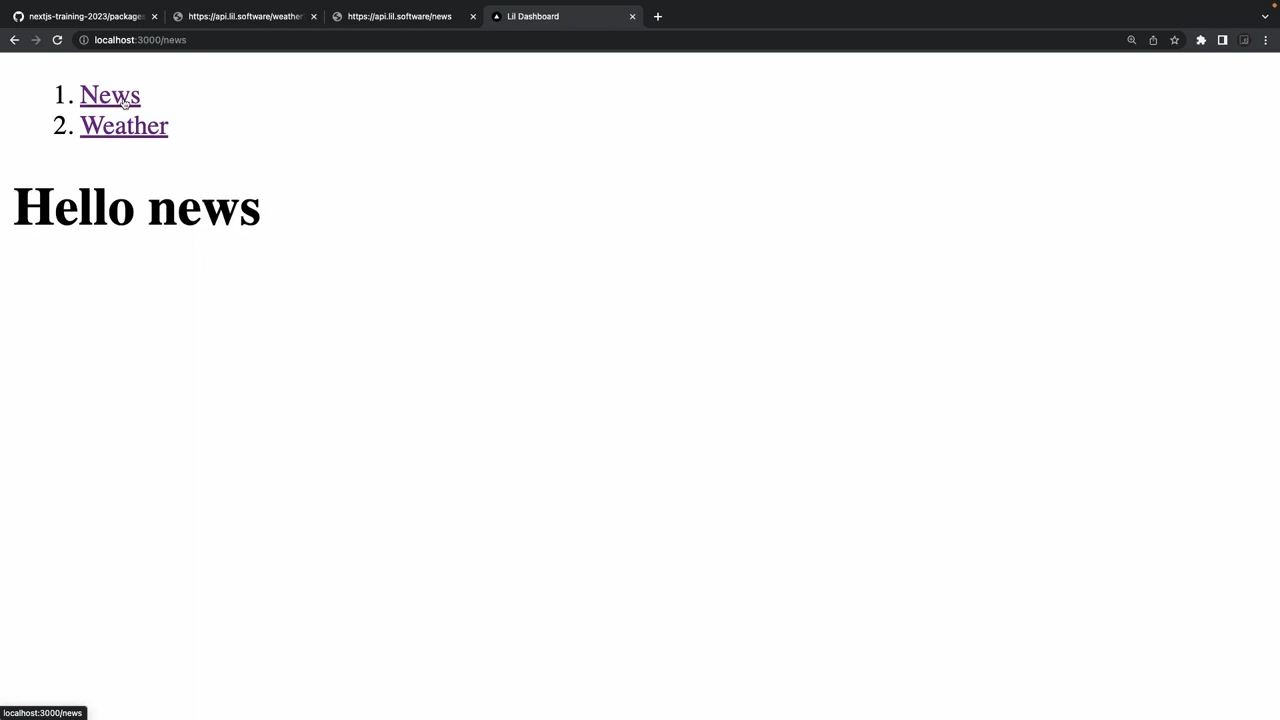 nextjs-training-2023/packages
https://api.lil.software/weather
https://api.lil.software/news
Lil Dashboard
localhost:3000/news
1. News
2. Weather
Hello news
localhost:3000/news